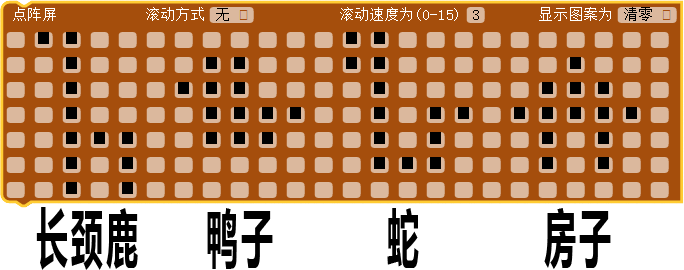 点阵屏 滚动方式 无 滚动速度为(0-15) 3 显示图案为 清零
长颈鹿 鸭子 蛇 房子